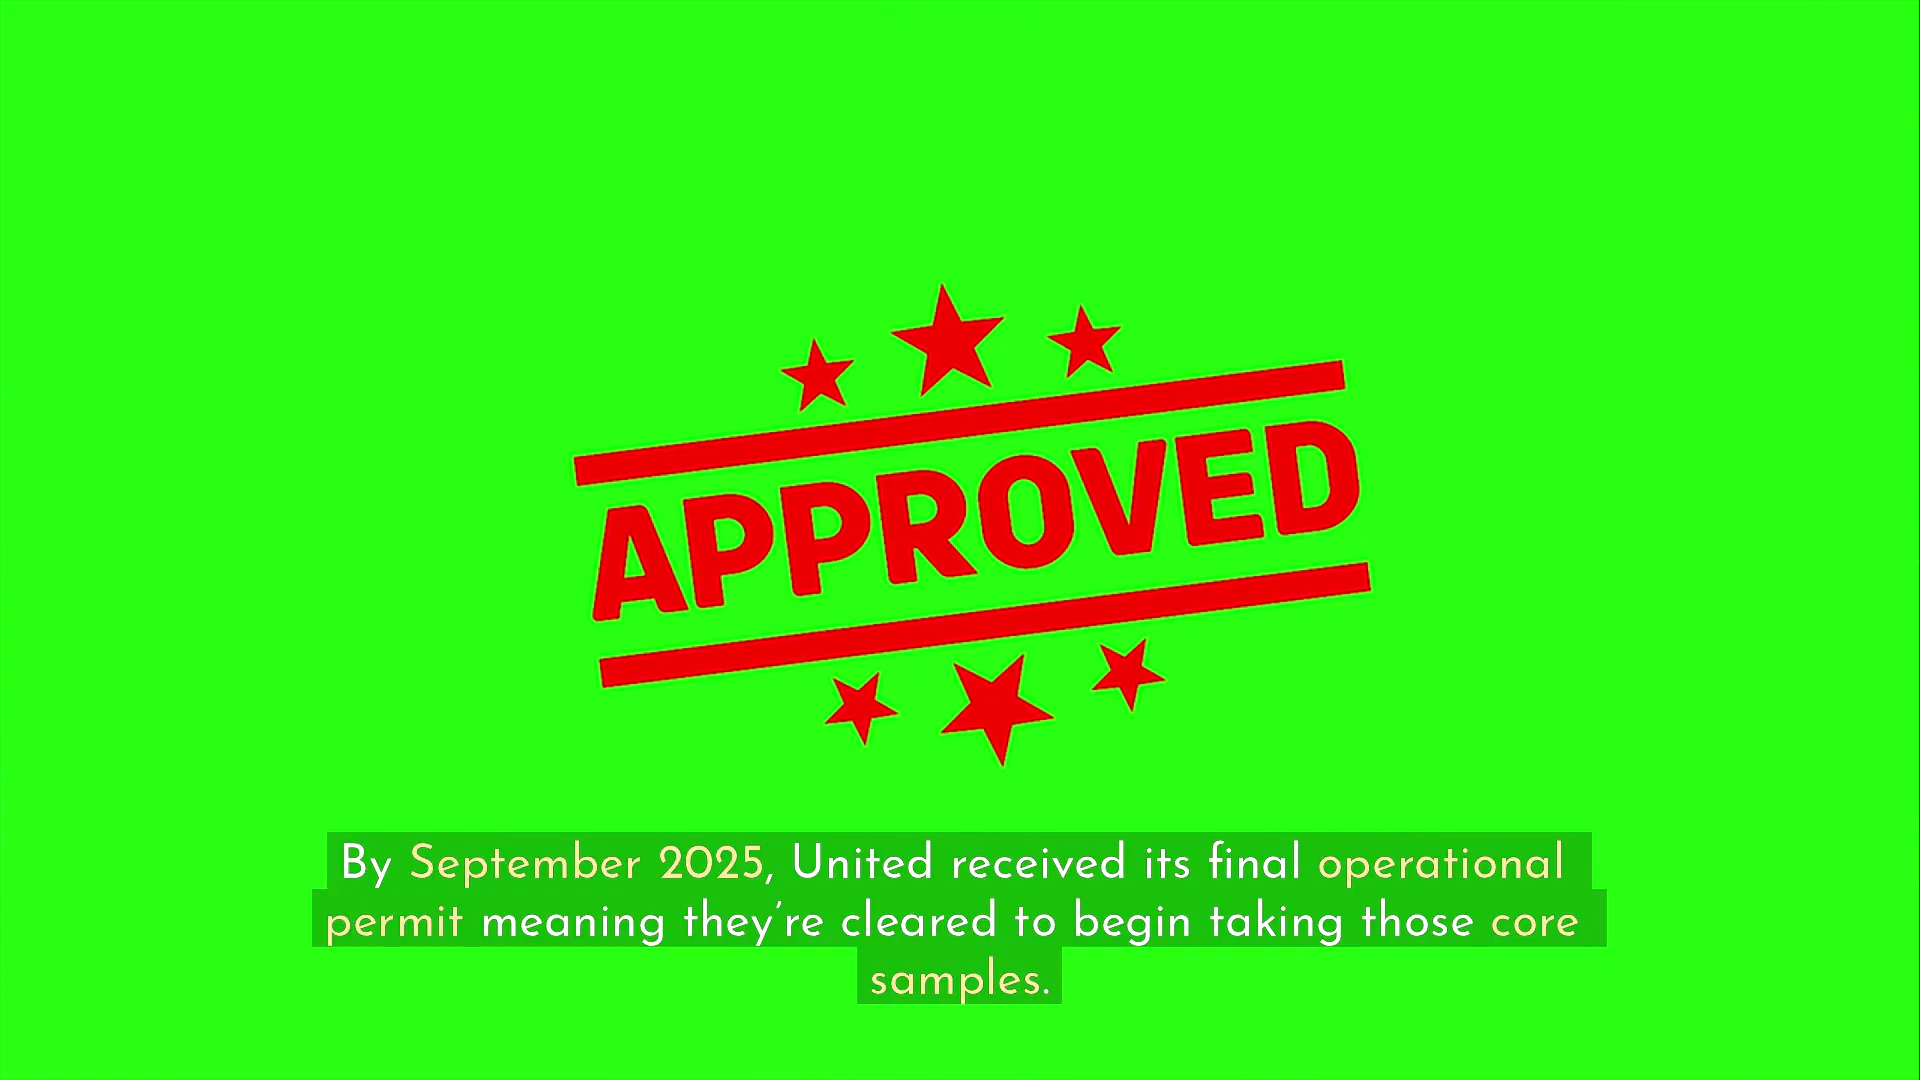 APPROVED
By September 2025, United received its final operational
permit meaning they're cleared to begin taking those core
samples.